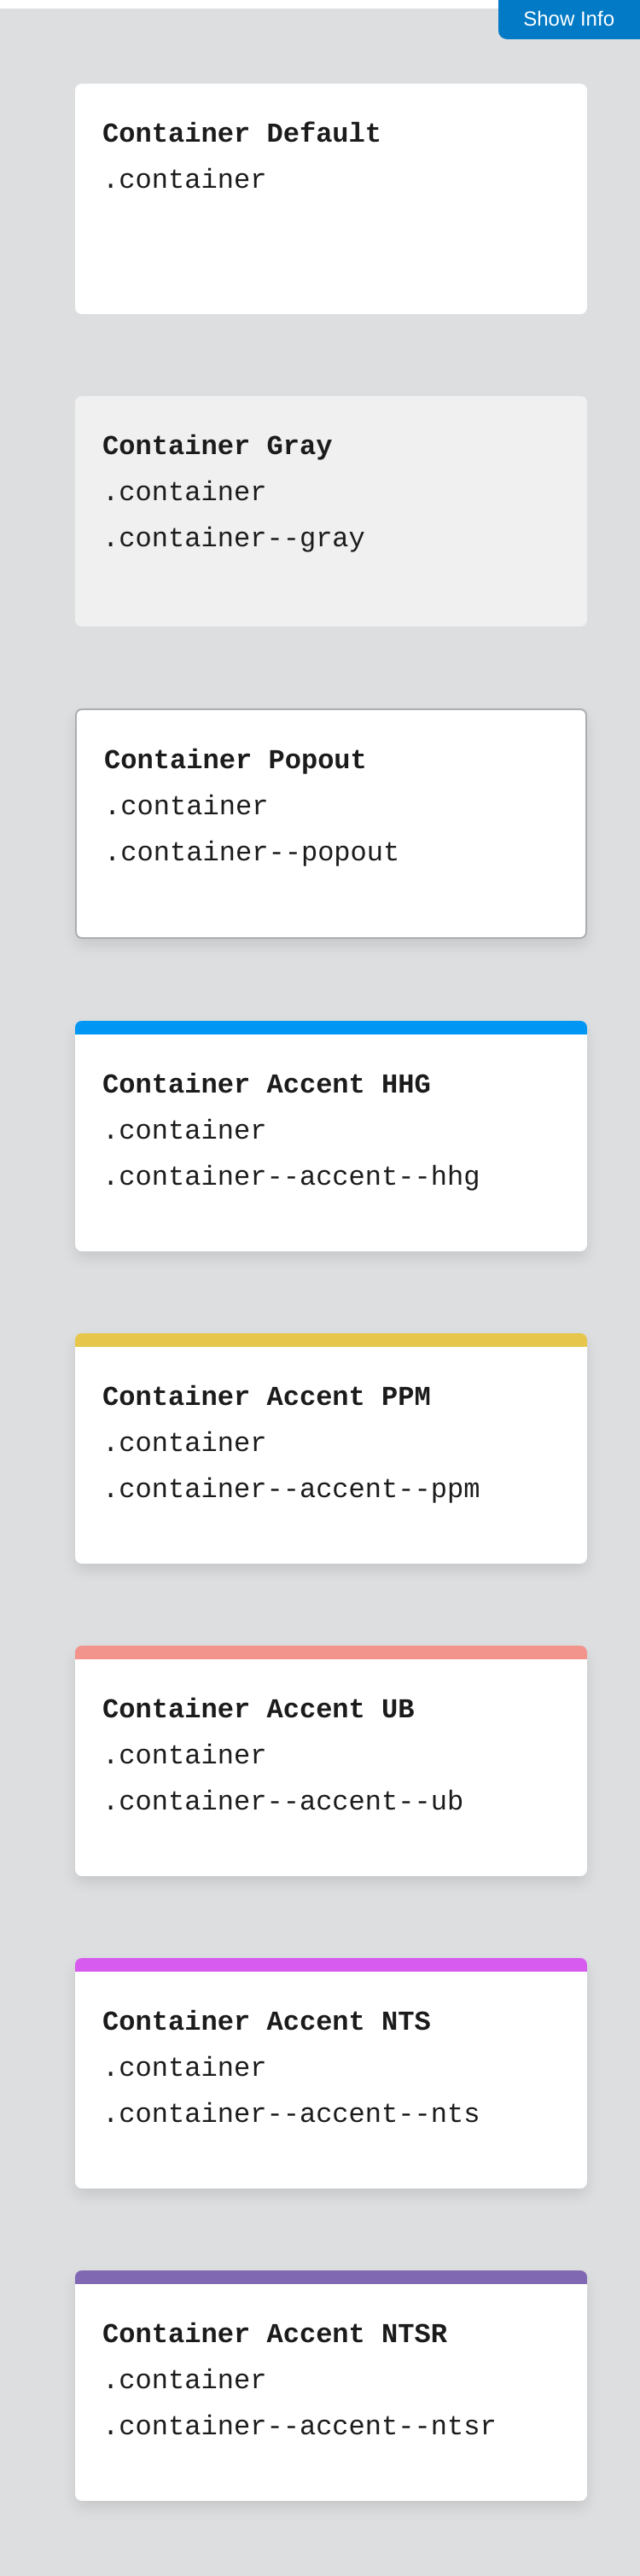 Show Info
Container Default
.container
Container Gray
.container
.container--gray
Container Popout
.container
.container--popout
Container Accent HHG
.container
.container--accent--hhg
Container Accent PPM
.container
.container--accent--ppm
Container Accent UB
.container
.container--accent--ub
Container Accent NTS
.container
.container--accent--nts
Container Accent NTSR
.container
.container--accent--ntsr